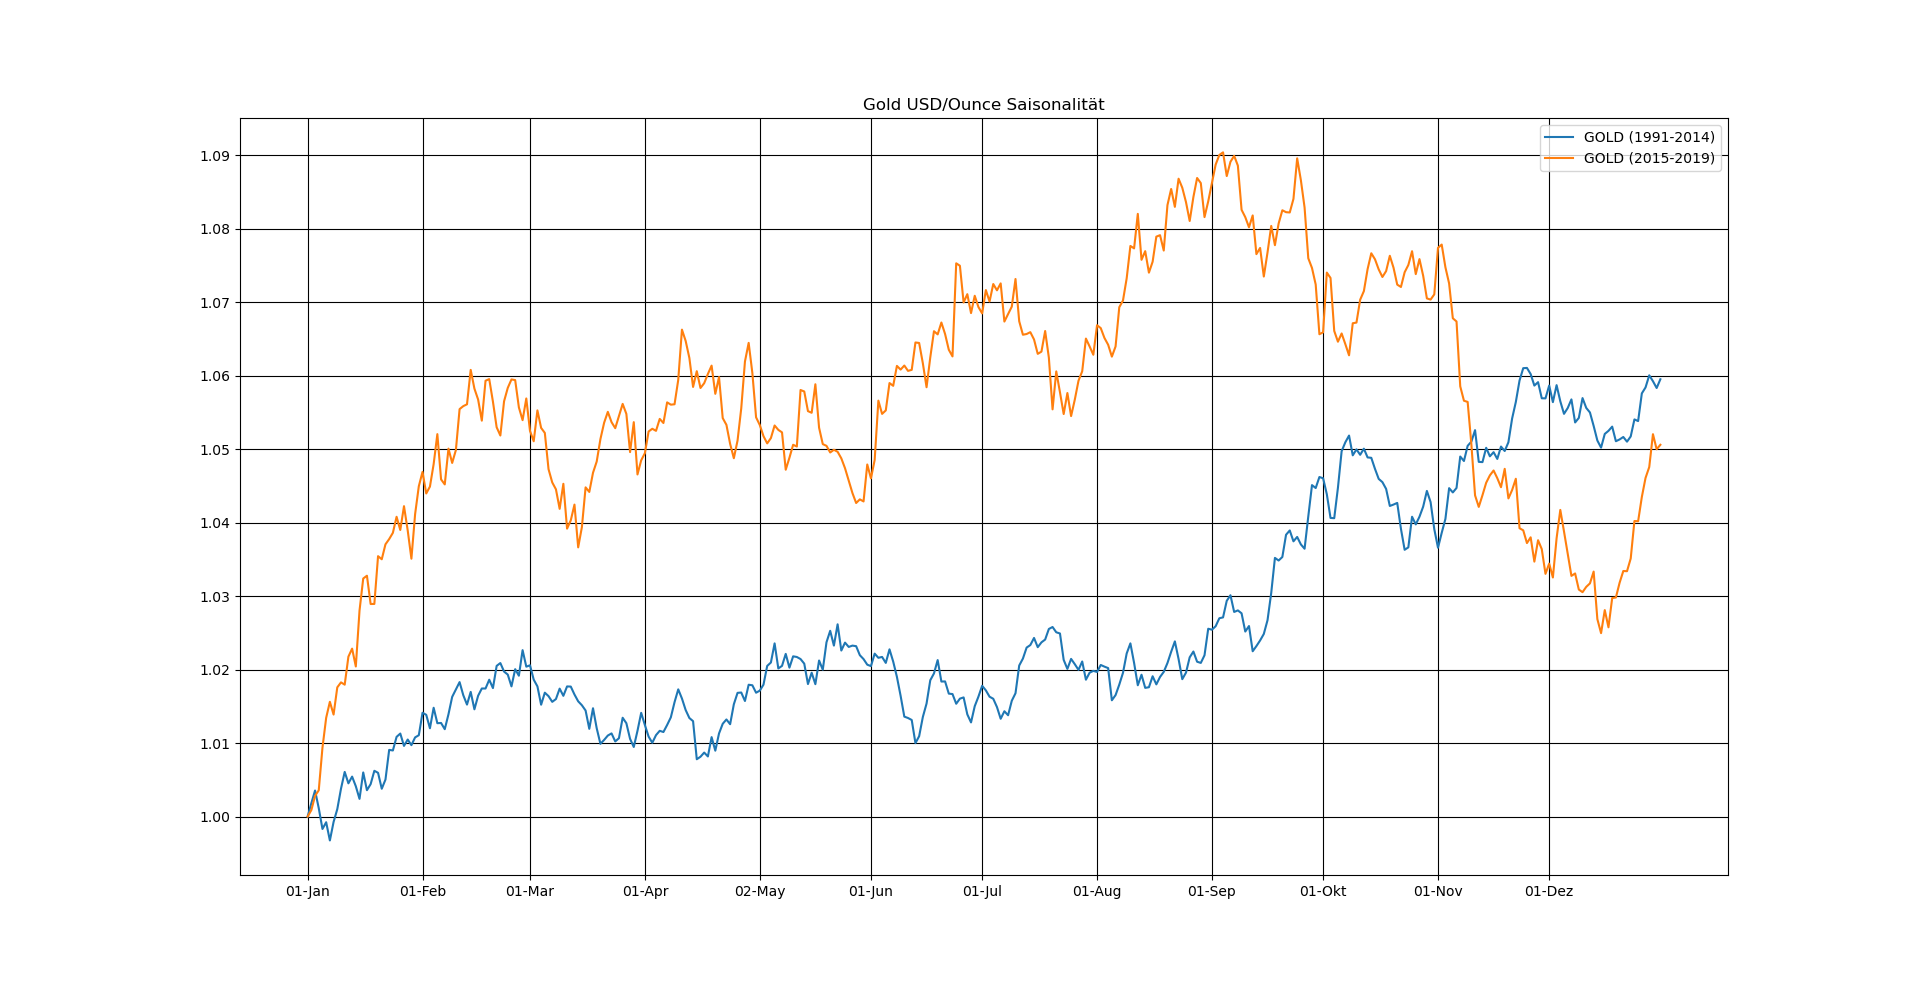 Gold USD/Ounce Saisonalität
GOLD (1991-2014)
GOLD (2015-2019)
1.09
1.08
1.07
1.06
1.05
1.04
1.03
1.02
1.01
1.00
01-Jan 01-Feb 01-Mar 01-Apr 02-May 01-Jun 01-Jul 01-Aug 01-Sep 01-Okt 01-Nov 01-Dez